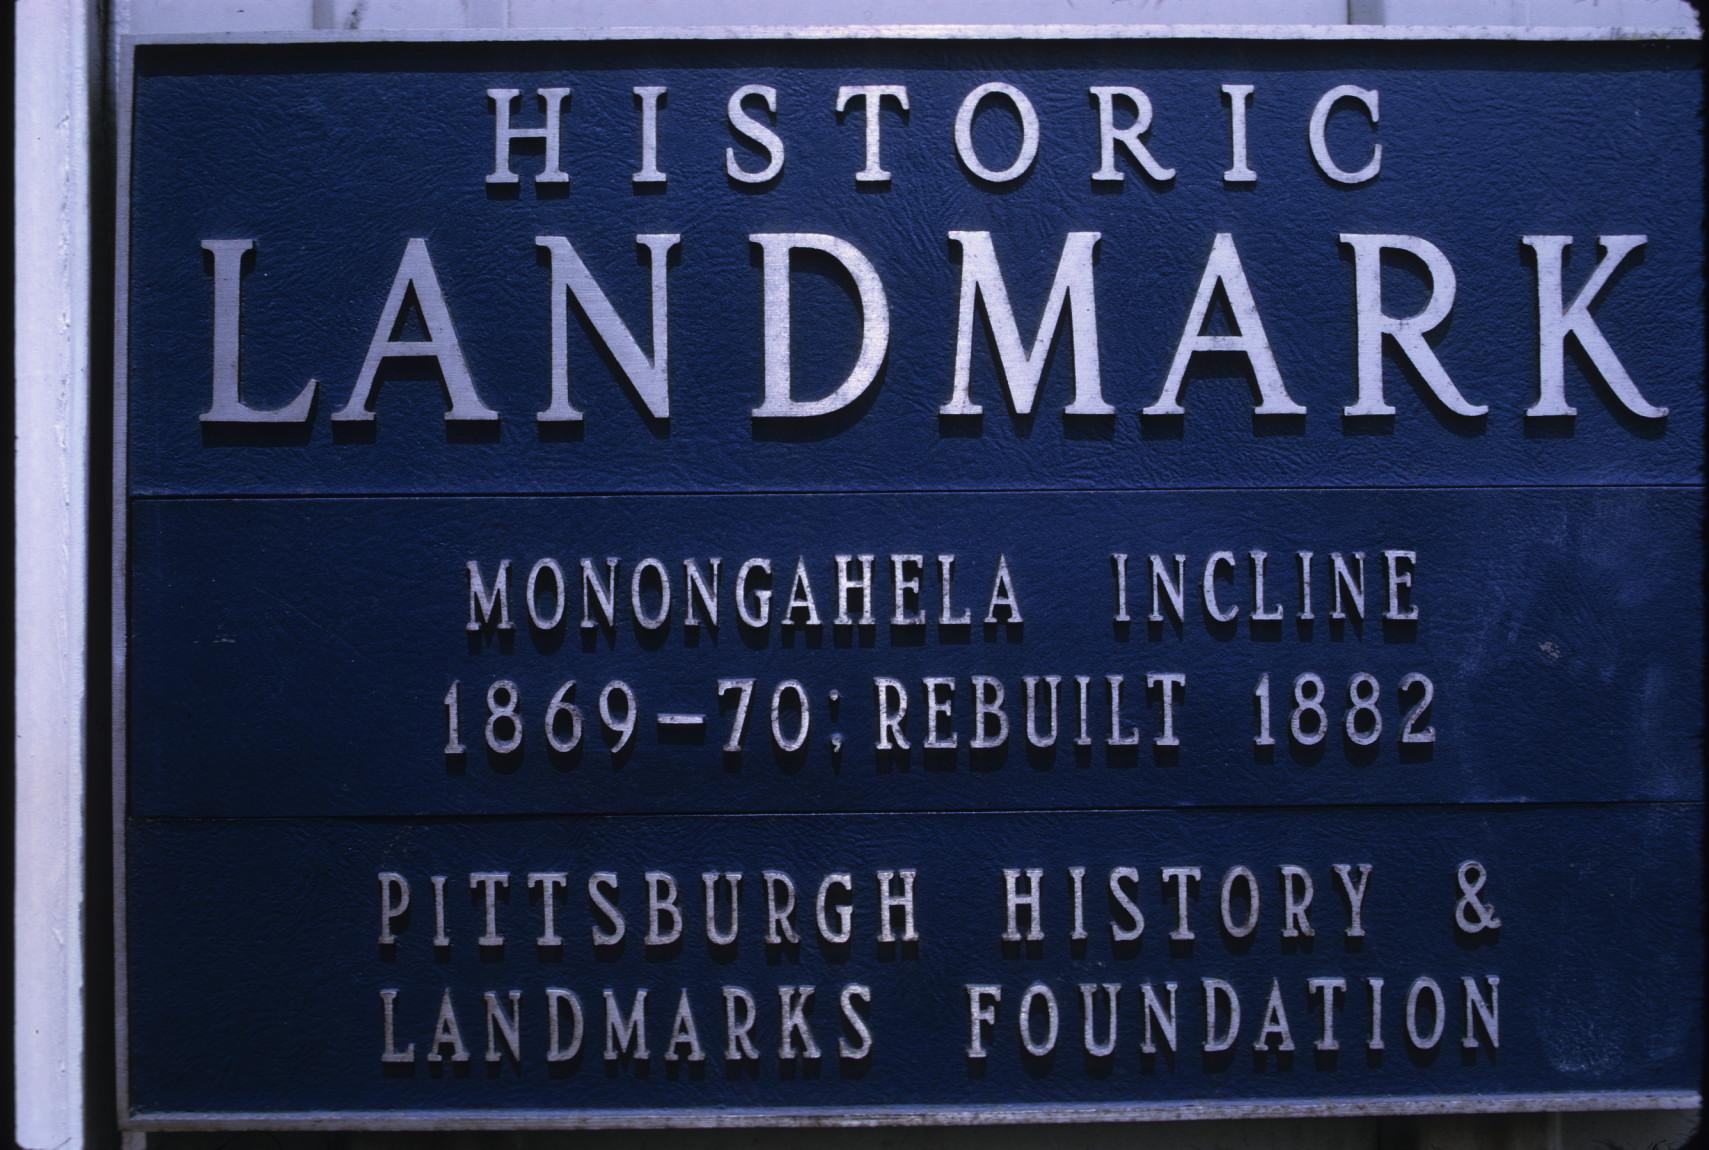 HISTORIC
LANDMARK
MONONGAHELA INCLINE
1869-70; REBUILT 1882
PITTSBURGH HISTORY &
LANDMARKS FOUNDATION